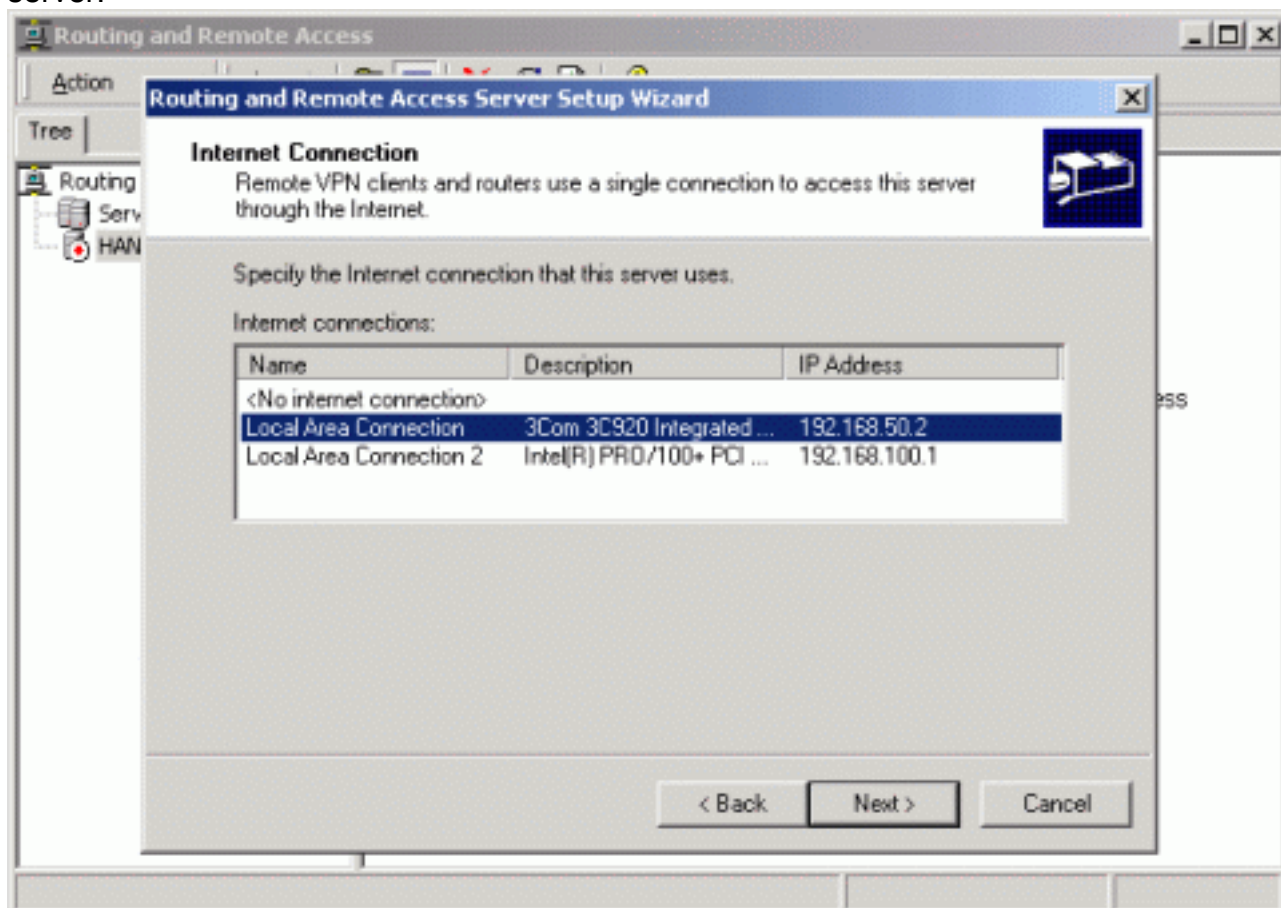 Routing and Remote Access
Action
Routing and Remote Access Server Setup Wizard
Tree
Internet Connection
Remote VPN clients and routers use a single connection to access this server
through the Internet.
Routing
Serv
HAN
Specify the Internet connection that this server uses.
Internet connections:
Name Description IP Address
<No internet connection>
Local Area Connection 3Com 3C920 Integrated ... 192.168.50.2
Local Area Connection 2 Intel(R) PRO/100+ PCI ... 192.168.100.1
ess
< Back Next > Cancel